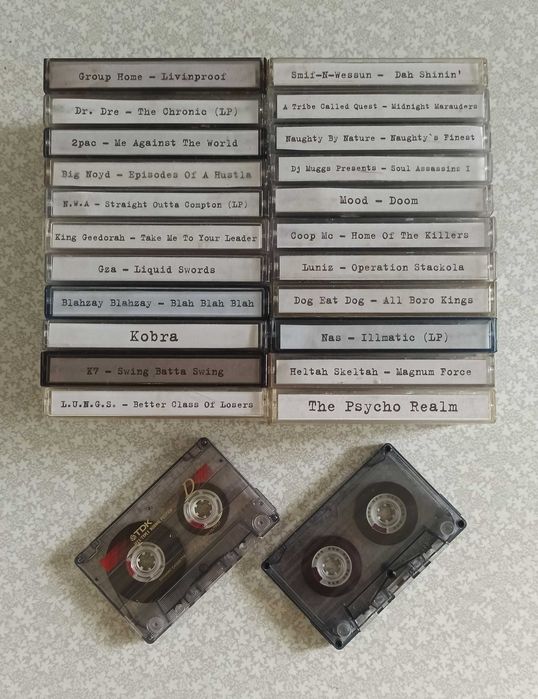 Group Home - Livinproof
Dr. Dre - The Chronic (LP)
2pac - Me Against The World
Big Noyd - Episodes Of A Hustla
N.W.A - Straight Outta Compton (LP)
King Geedorah - Take Me To Your Leader
Gza - Liquid Swords
Blahzay Blahzay - Blah Blah Blah
Kobra
K7 - Swing Batta Swing
L.U.N.G.S. - Better Class Of Losers
Smif-N-Wessun - Dah Shinin'
A Tribe Called Quest - Midnight Marauders
Naughty By Nature - Naughty`s Finest
Dj Muggs Presents - Soul Assassins I
Mood - Doom
Coop Mc - Home Of The Killers
Luniz - Operation Stackola
Dog Eat Dog - All Boro Kings
Nas - Illmatic (LP)
Heltah Skeltah - Magnum Force
The Psycho Realm
TDK
D